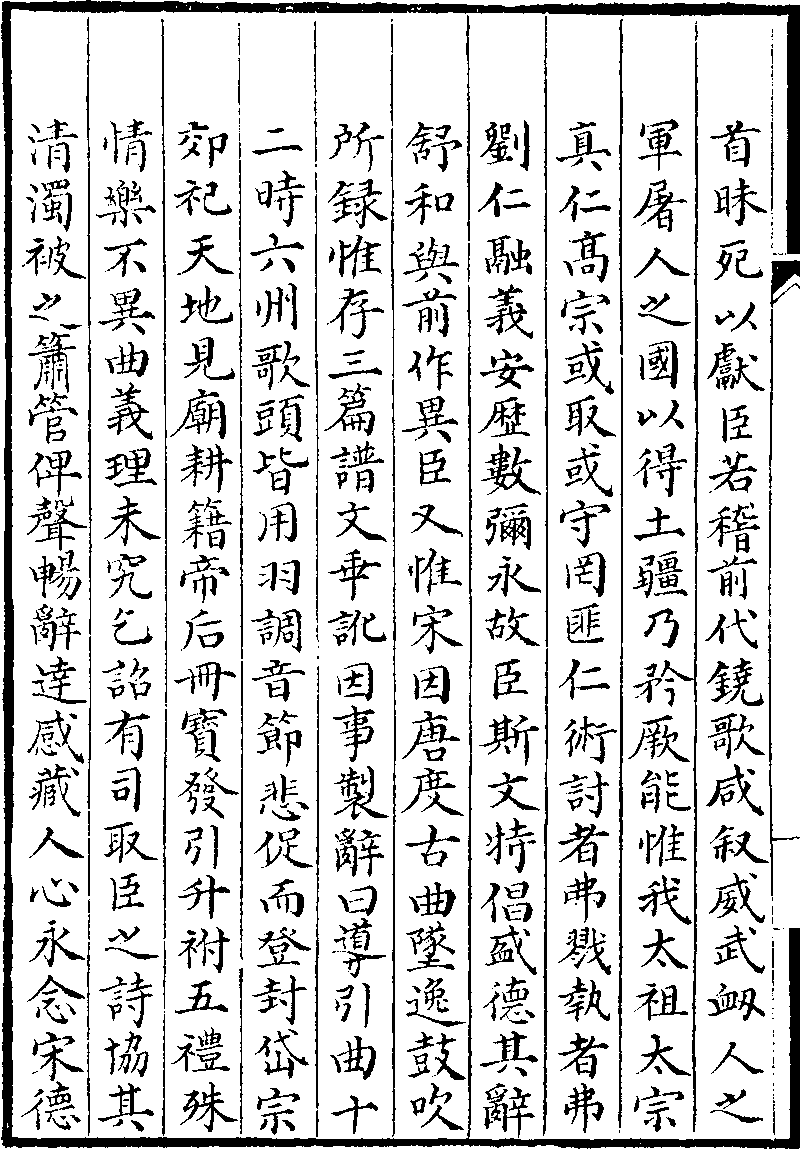 首昧死以獻臣若稽前代鐃歌咸叙威武衂人之
軍屠人之國以得土疆乃矜厥能惟我太祖太宗
真仁髙宗或取或守罔匪仁術討者弗戮執者弗
劉仁融義安歴數彌永故臣斯文特倡盛德其辭
舒和與前作異臣又惟宋因唐度古曲墜逸鼓吹
所録惟存三篇譜文乖訛因事製辭曰導引曲十
二時六州歌頭皆用羽調音節悲促而登封岱宗
郊祀天地見廟耕籍帝后冊寳發引升祔五禮殊
情樂不異曲義理未究乞詔有司取臣之詩協其
清濁被之簫管俾聲暢辭逹感藏人心永念宋德